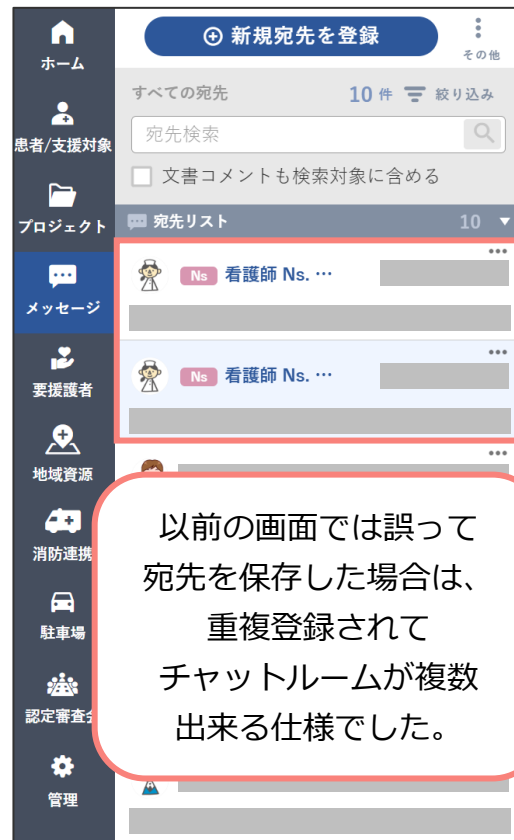 ホーム
患者/支援対象
プロジェクト
メッセージ
要援護者
地域資源
消防連携
駐車場
認定審査会
管理
新規宛先を登録
その他
すべての宛先 10 件 絞り込み
宛先検索
文書コメントも検索対象に含める
宛先リスト 10 ▼
Ns 看護師 Ns. …
Ns 看護師 Ns. …
以前の画面では誤って
宛先を保存した場合は、
重複登録されて
チャットルームが複数
出来る仕様でした。